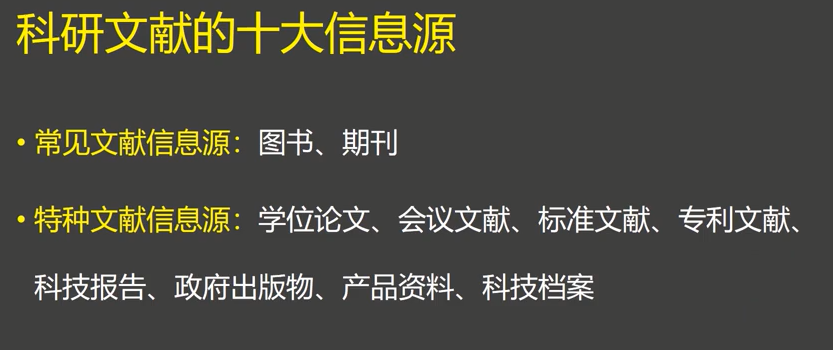 科研文献的十大信息源
• 常见文献信息源：图书、期刊
• 特种文献信息源：学位论文、会议文献、标准文献、专利文献、
科技报告、政府出版物、产品资料、科技档案